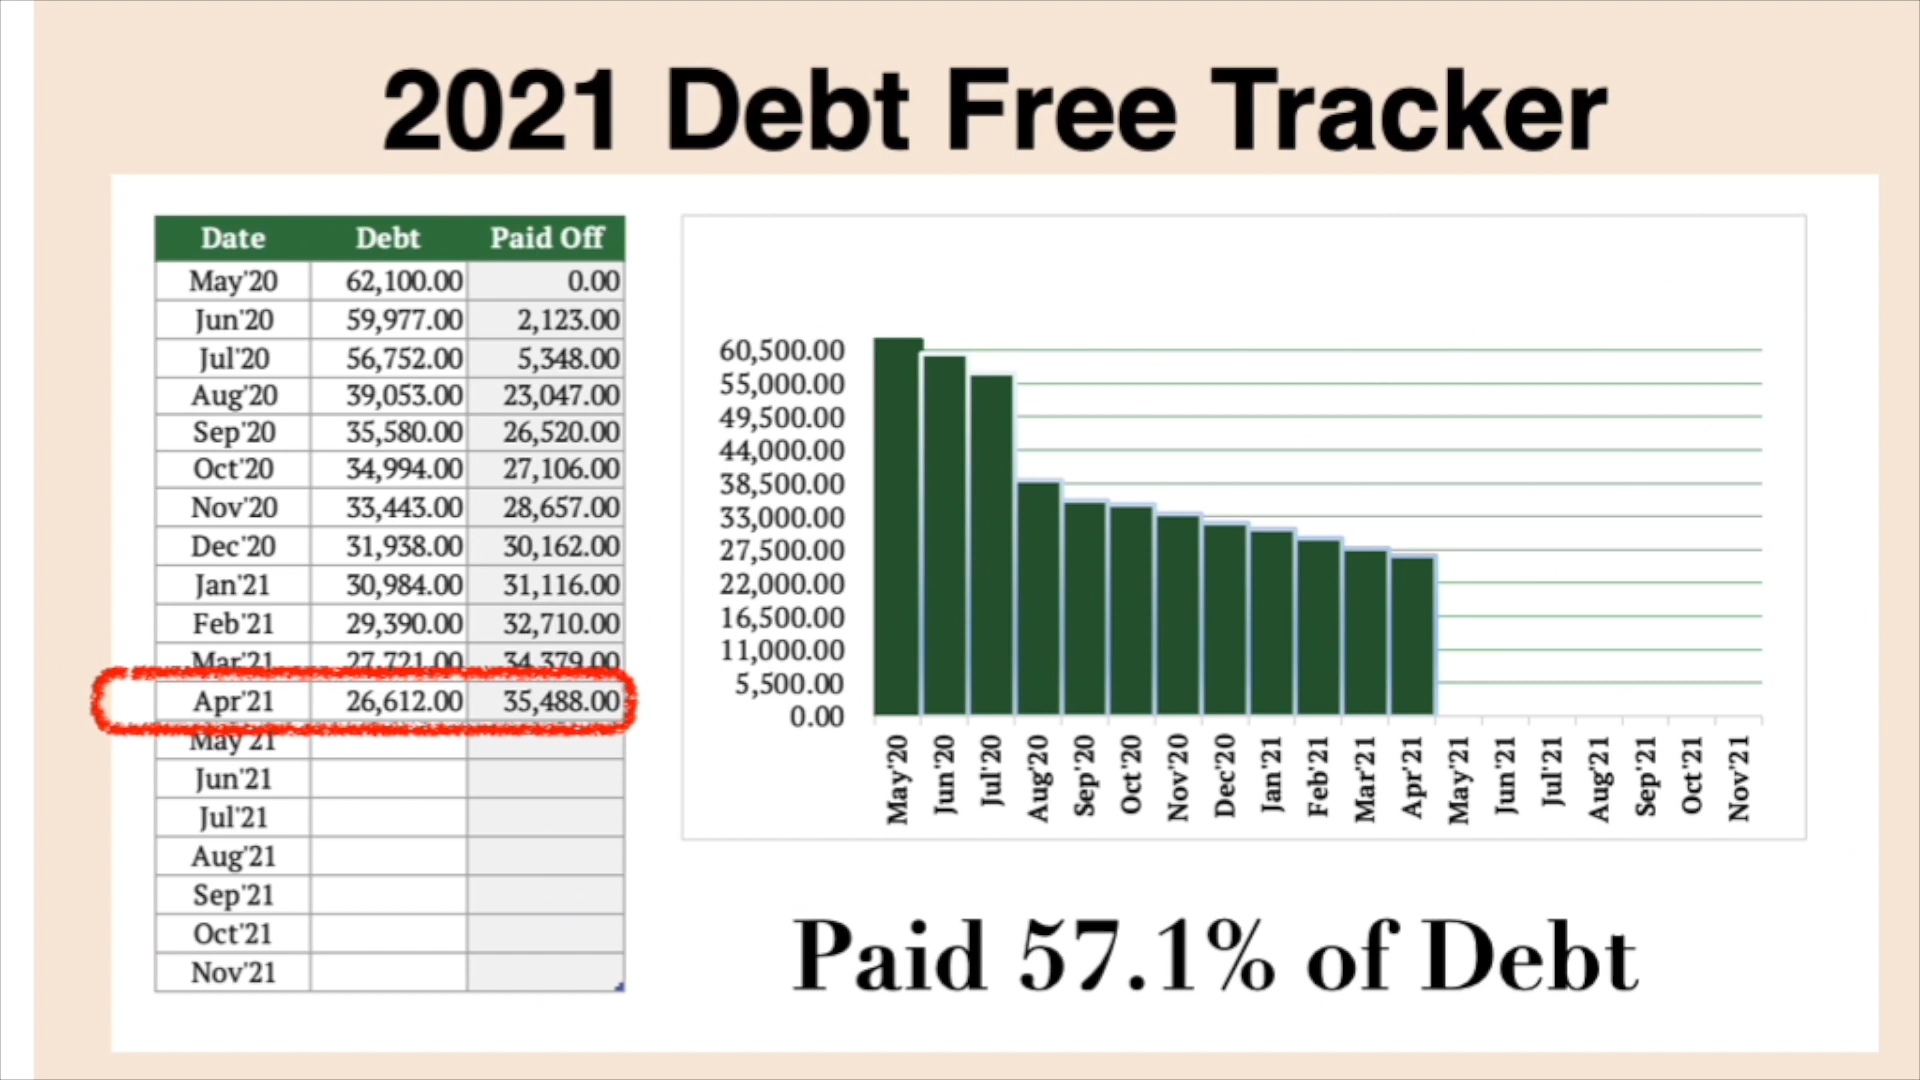 2021 Debt Free Tracker
Date Debt Paid Off
May'20 62,100.00 0.00
Jun'20 59,977.00 2,123.00
Jul'20 56,752.00 5,348.00
Aug'20 39,053.00 23,047.00
Sep'20 35,580.00 26,520.00
Oct'20 34,994.00 27,106.00
Nov'20 33,443.00 28,657.00
Dec'20 31,938.00 30,162.00
Jan'21 30,984.00 31,116.00
Feb'21 29,390.00 32,710.00
Mar'21 27,721.00 34,379.00
Apr'21 26,612.00 35,488.00
May'21
Jun'21
Jul'21
Aug'21
Sep'21
Oct'21
Nov'21
60,500.00
55,000.00
49,500.00
44,000.00
38,500.00
33,000.00
27,500.00
22,000.00
16,500.00
11,000.00
5,500.00
0.00
May'20 Jun'20 Jul'20 Aug'20 Sep'20 Oct'20 Nov'20 Dec'20 Jan'21 Feb'21 Mar'21 Apr'21 May'21 Jun'21 Jul'21 Aug'21 Sep'21 Oct'21 Nov'21
Paid 57.1% of Debt